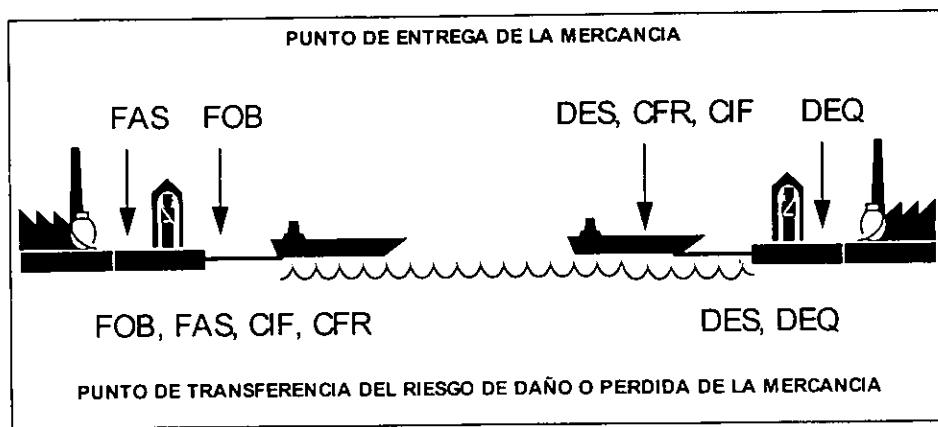 PUNTO DE ENTREGA DE LA MERCANCIA
FAS FOB DES, CFR, CIF DEQ
FOB, FAS, CIF, CFR DES, DEQ
PUNTO DE TRANSFERENCIA DEL RIESGO DE DAÑO O PERDIDA DE LA MERCANCIA